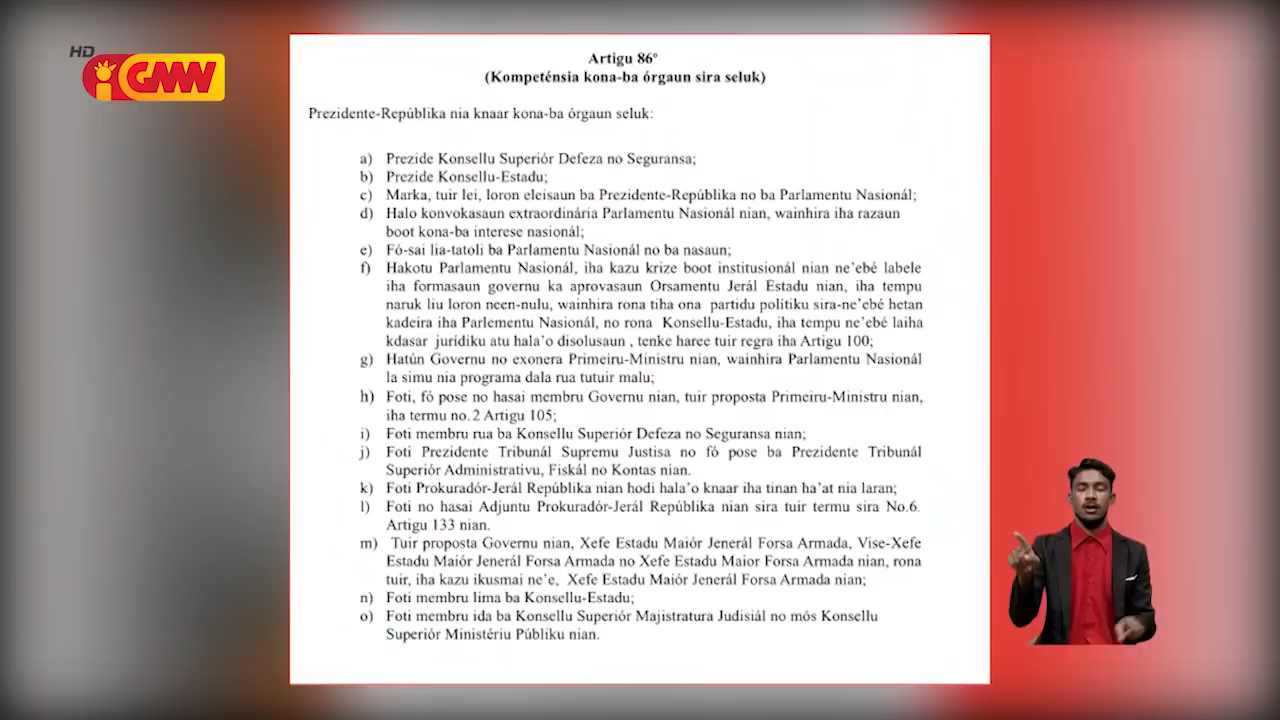 HD
GMN
Artigu 86º
(Kompeténsia kona-ba órgaun sira seluk)
Prezidente-Repúblika nia knaar kona-ba órgaun seluk:
a) Prezide Konsellu Superiór Defeza no Seguransa;
b) Prezide Konsellu-Estadu;
c) Marka, tuir lei, loron eleisaun ba Prezidente-Repúblika no ba Parlamentu Nasionál;
d) Halo konvokasaun extraordinária Parlamentu Nasionál nian, wainhira iha razaun
boot kona-ba interese nasionál;
e) Fó-sai lia-tatoli ba Parlamentu Nasionál no ba nasaun;
f) Hakotu Parlamentu Nasionál, iha kazu krize boot institusionál nian ne’ebé labele
iha formasaun governu ka aprovasaun Orsamentu Jerál Estadu nian, iha tempu
naruk liu loron neen-nulu, wainhira rona tiha ona partidu polítiku sira-ne’ebé hetan
kadeira iha Parlementu Nasionál, no rona Konsellu-Estadu, iha tempu ne’ebé laiha
kdasar jurídiku atu hala’o disolusaun , tenke haree tuir regra iha Artigu 100;
g) Hatún Governu no exonera Primeiru-Ministru nian, wainhira Parlamentu Nasionál
la simu nia programa dala rua tutuir malu;
h) Foti, fó pose no hasai membru Governu nian, tuir proposta Primeiru-Ministru nian,
iha termu no.2 Artigu 105;
i) Foti membru rua ba Konsellu Superiór Defeza no Seguransa nian;
j) Foti Prezidente Tribunál Supremu Justisa no fó pose ba Prezidente Tribunál
Superiór Administrativu, Fiskál no Kontas nian.
k) Foti Prokuradór-Jerál Repúblika nian hodi hala’o knaar iha tinan ha’at nia laran;
l) Foti no hasai Adjuntu Prokuradór-Jerál Repúblika nian sira tuir termu sira No.6.
Artigu 133 nian.
m) Tuir proposta Governu nian, Xefe Estadu Maiór Jenerál Forsa Armada, Vise-Xefe
Estadu Maiór Jenerál Forsa Armada no Xefe Estadu Maior Forsa Armada nian, rona
tuir, iha kazu ikusmai ne’e, Xefe Estadu Maiór Jenerál Forsa Armada nian;
n) Foti membru lima ba Konsellu-Estadu;
o) Foti membru ida ba Konsellu Superiór Majistratura Judisiál no mós Konsellu
Superiór Ministériu Públiku nian.